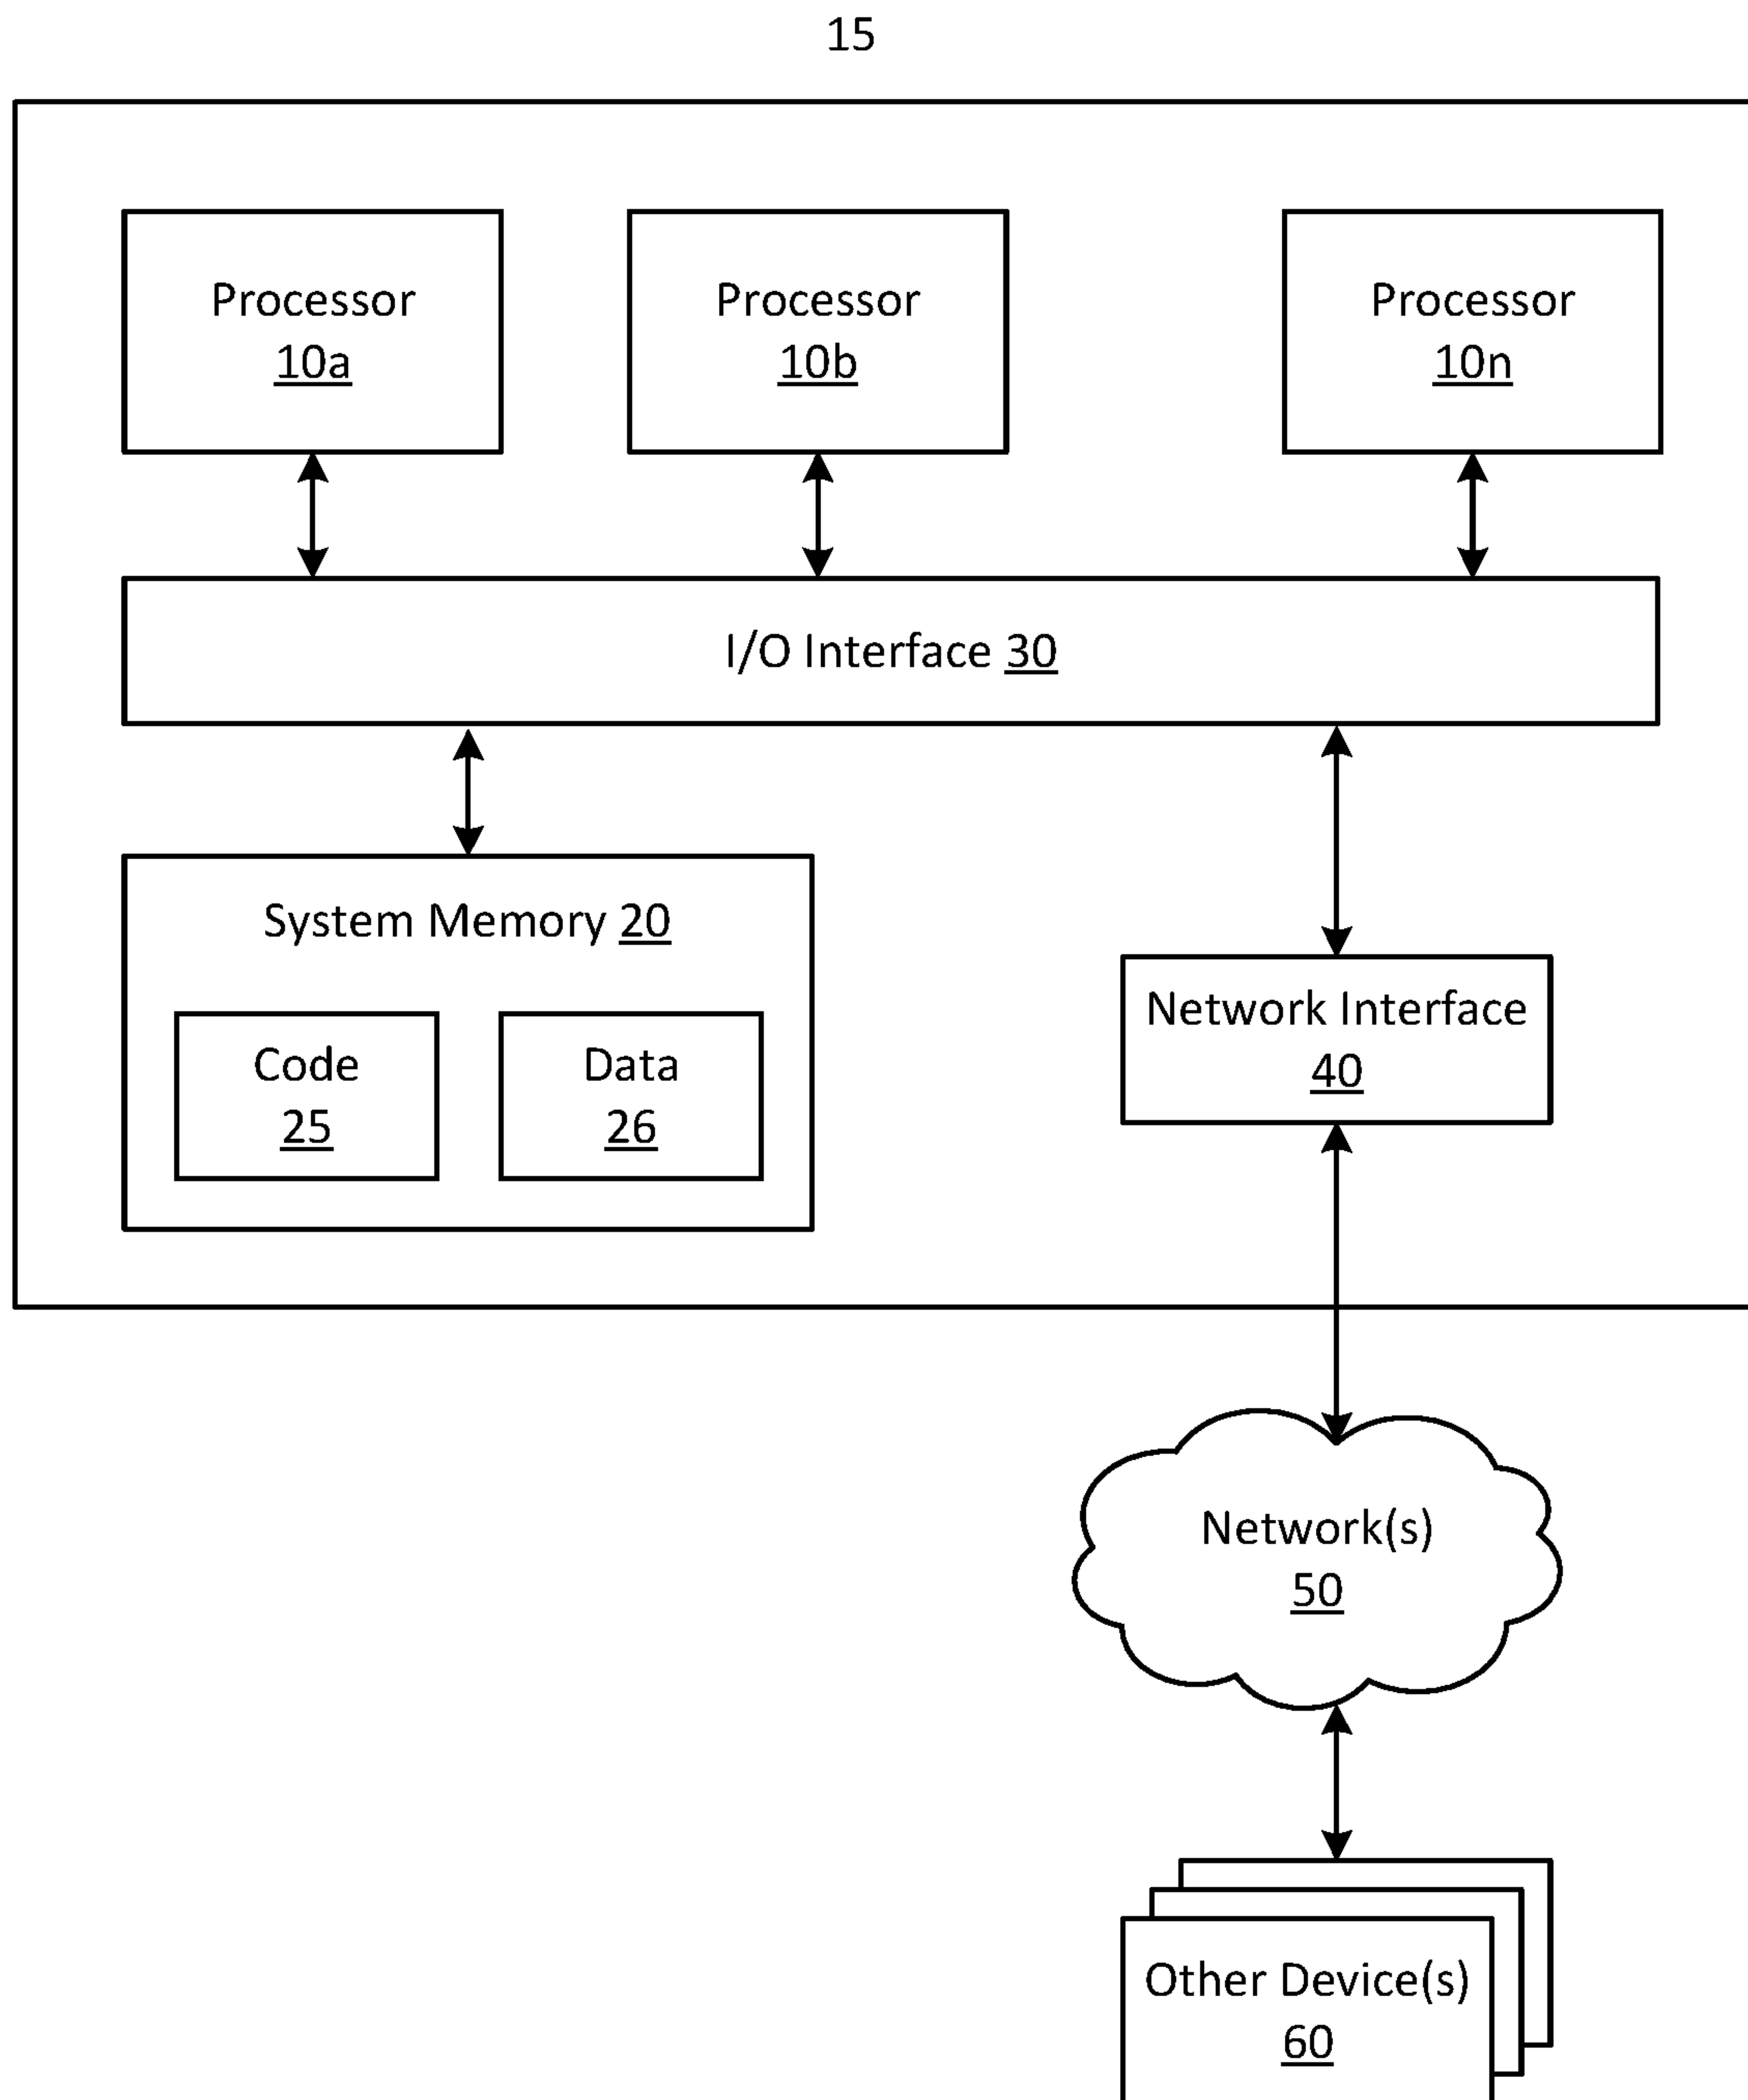 15
Processor
10a
Processor
10b
Processor
10n
I/O Interface 30
System Memory 20
Code
25
Data
26
Network Interface
40
Network(s)
50
Other Device(s)
60